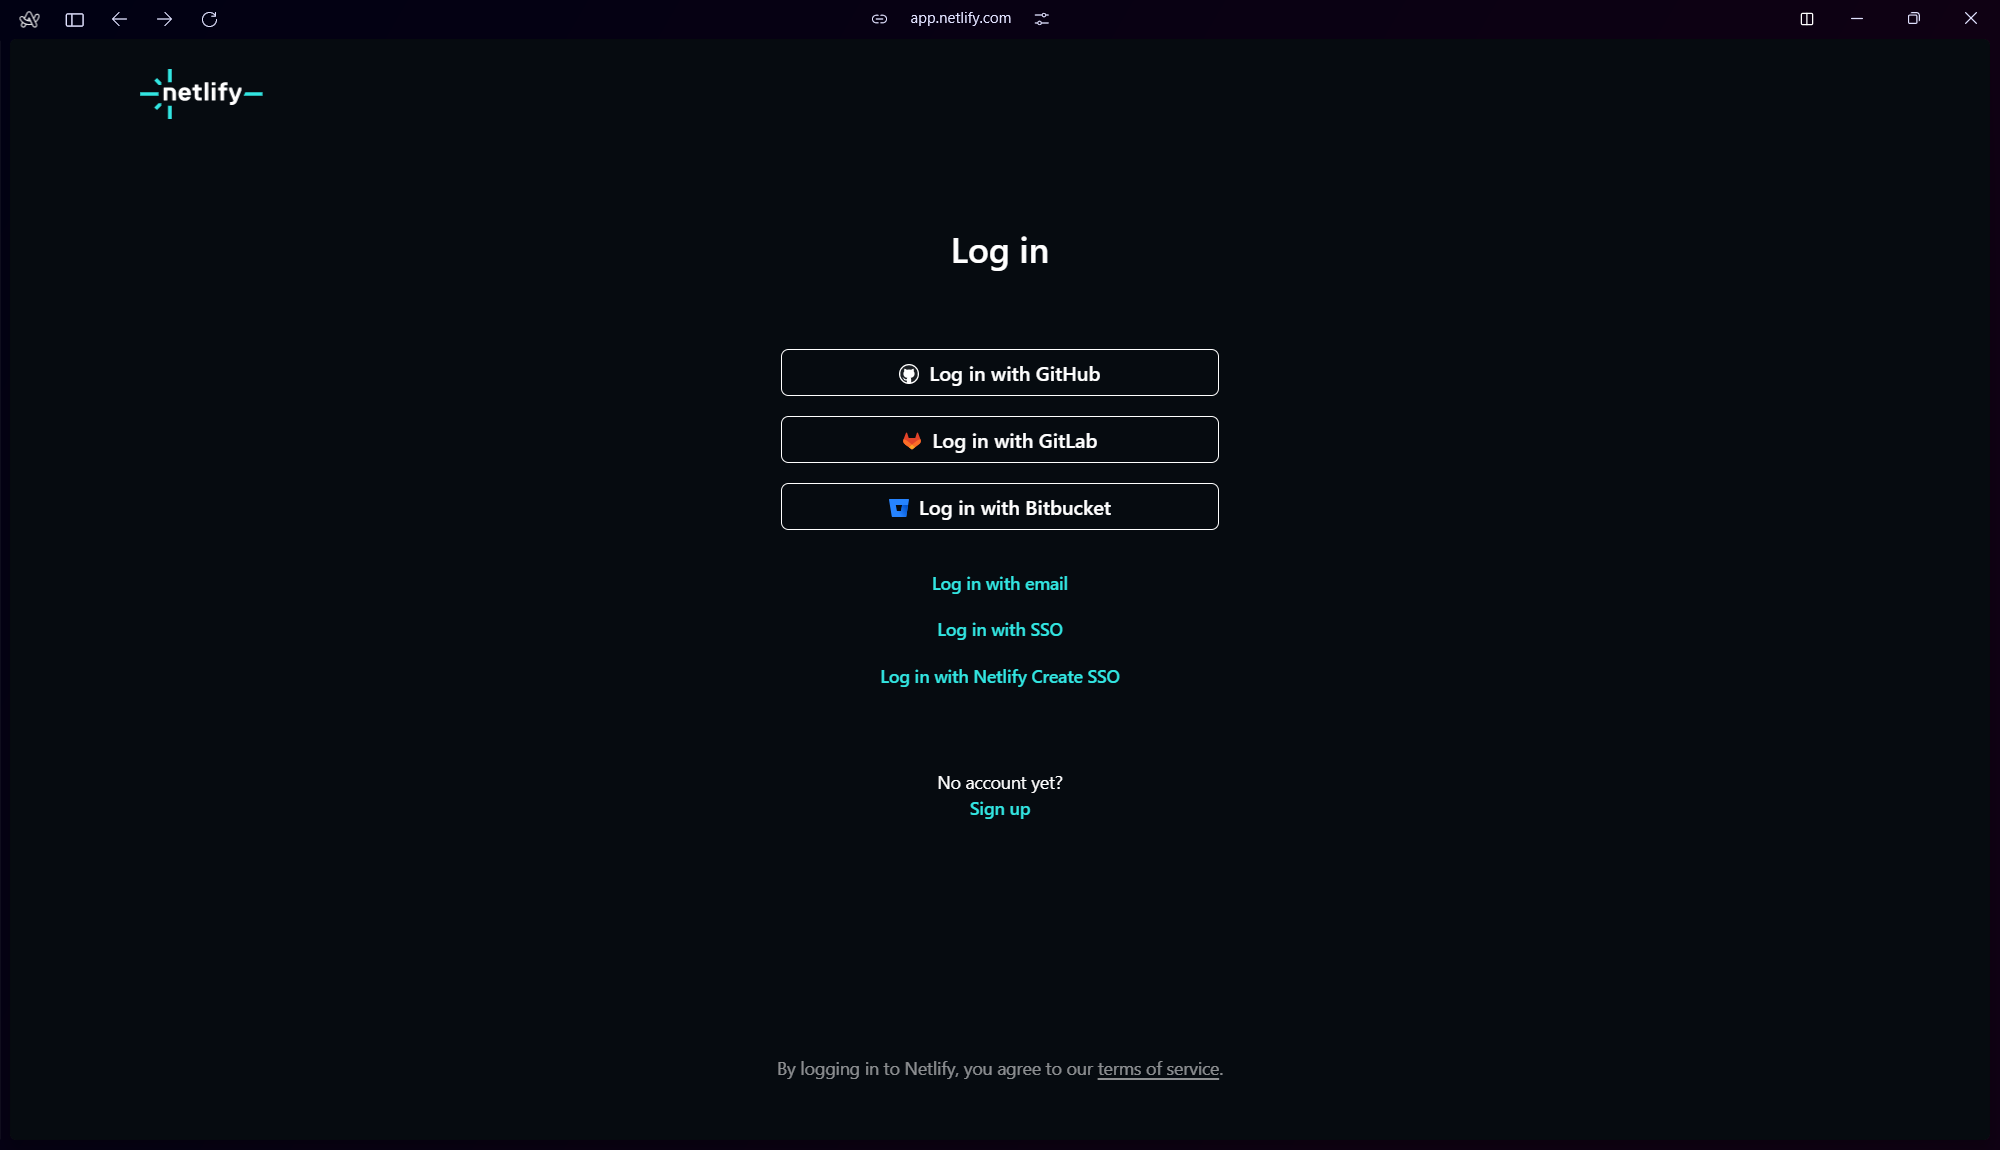 app.netlify.com
netlify
Log in
Log in with GitHub
Log in with GitLab
Log in with Bitbucket
Log in with email
Log in with SSO
Log in with Netlify Create SSO
No account yet?
Sign up
By logging in to Netlify, you agree to our terms of service.